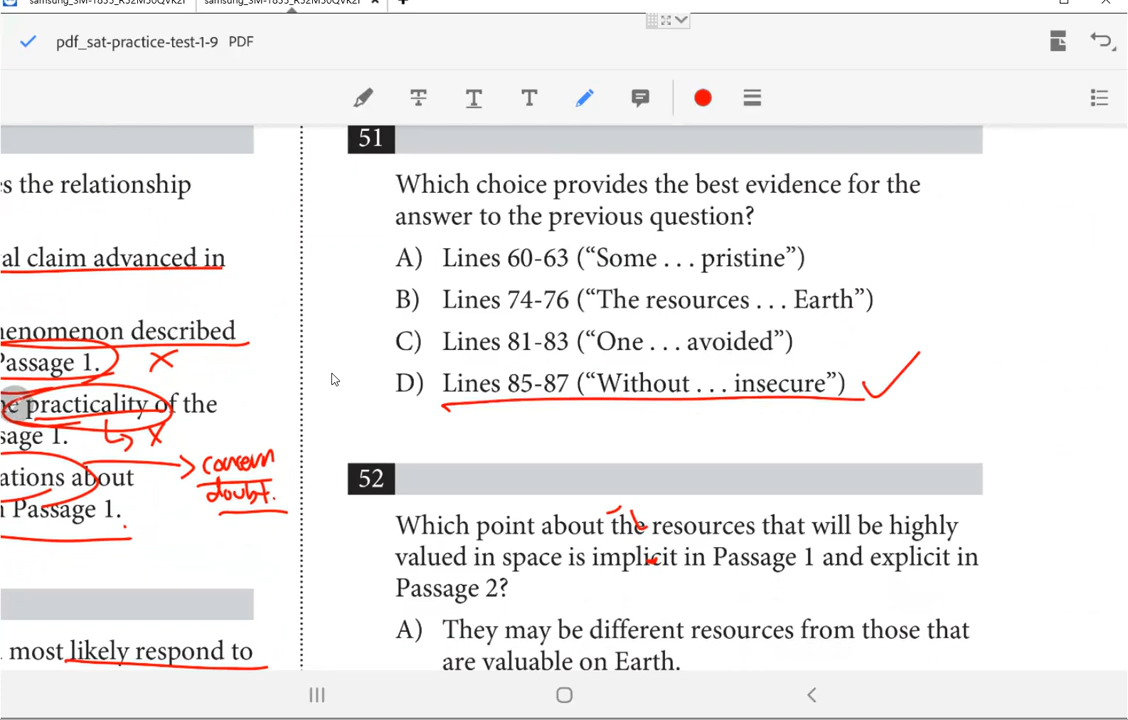 samsung_SM-T835_R52M50QVKZF
samsung_SM-T835_R52M50QVKZF
pdf_sat-practice-test-1-9 PDF
s the relationship
al claim advanced in
henomenon described
Passage 1.
practicality of the
sage 1.
ations about
n Passage 1.
concern
doubt.
most likely respond to
51
Which choice provides the best evidence for the
answer to the previous question?
A) Lines 60-63 (“Some . . . pristine”)
B) Lines 74-76 (“The resources . . . Earth”)
C) Lines 81-83 (“One . . . avoided”)
D) Lines 85-87 (“Without . . . insecure”)
52
Which point about the resources that will be highly
valued in space is implicit in Passage 1 and explicit in
Passage 2?
A) They may be different resources from those that
are valuable on Earth.